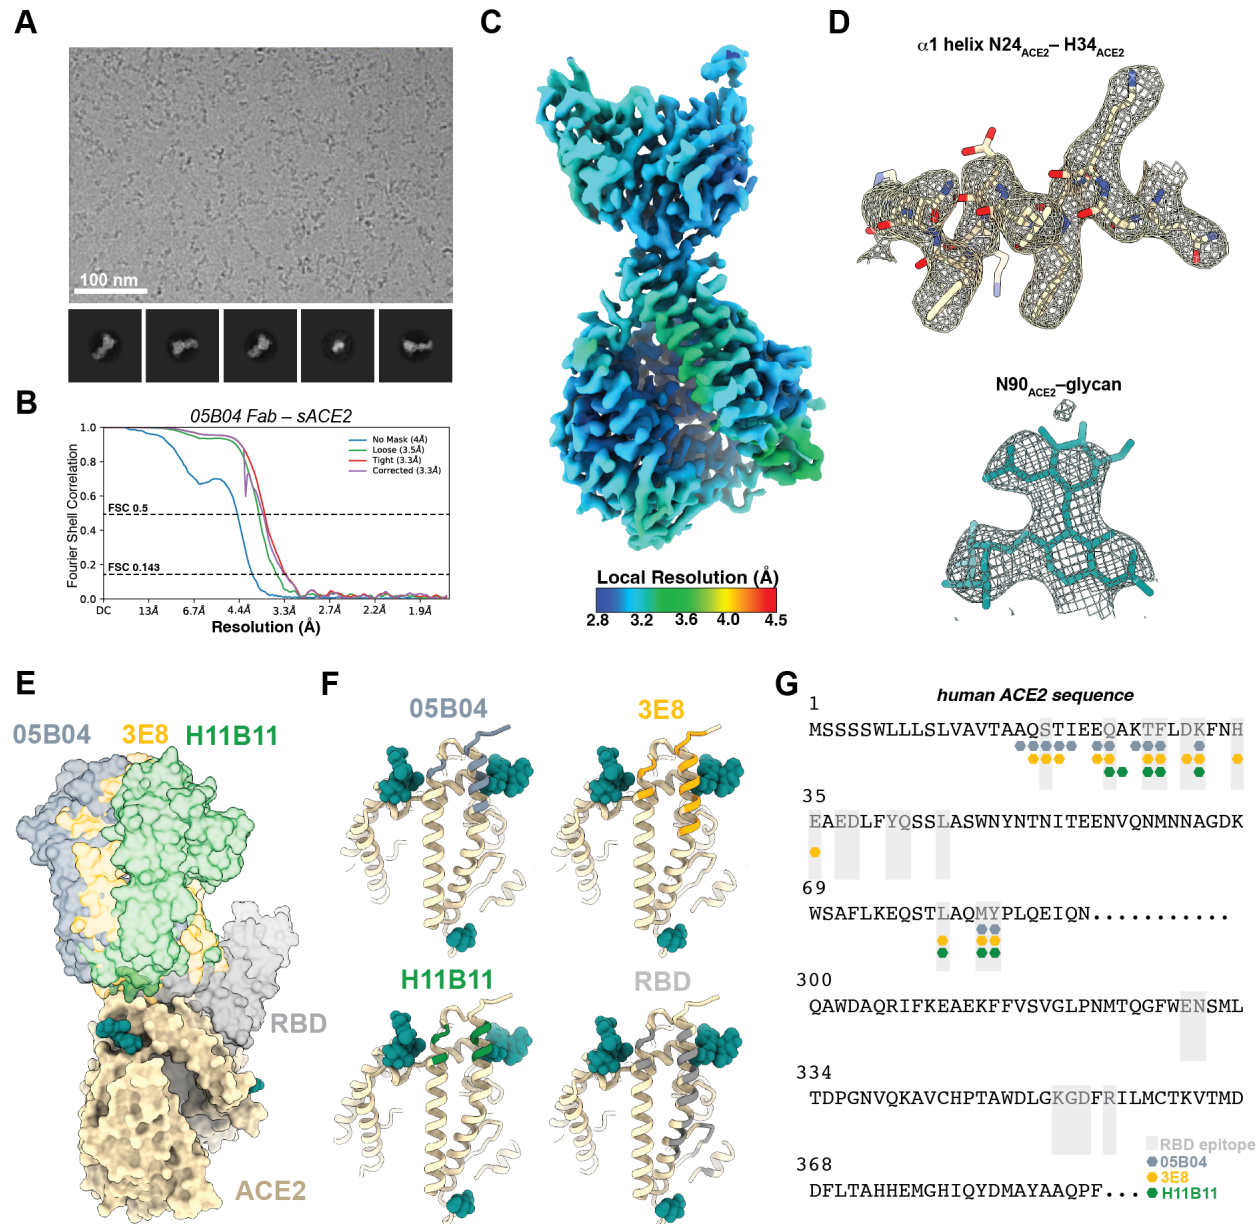 A
100 nm
B
05B04 Fab – sACE2
Fourier Shell Correlation
1.0
0.8
0.6
0.4
0.2
0.0
No Mask (4Å)
Loose (3.5Å)
Tight (3.3Å)
Corrected (3.3Å)
FSC 0.5
FSC 0.143
DC 13Å 6.7Å 4.4Å 3.3Å 2.7Å 2.2Å 1.9Å
Resolution (Å)
C
Local Resolution (Å)
2.8 3.2 3.6 4.0 4.5
D
α1 helix N24ACE2– H34ACE2
N90ACE2–glycan
E
05B04 3E8 H11B11
RBD
ACE2
F
05B04
3E8
H11B11
RBD
G
human ACE2 sequence
1
MSSSSWLLLSLVAVTAAQSTIEEQAKTFLDKFNH
35
EAEDLFYQSSLASWNYNTNITEENVQNMNNAGDK
69
WSAFLKEQSTLAQMYPLQEIQN...........
300
QAWDAQRIFKEAEKFFVSVGLPNMTQGFWENSML
334
TDPGNVQKAVCHPTAWDLGKGDFRILMCTKVTMD
368
DFLTAHHEMGHIQYDMAYAAQPF...
RBD epitope
05B04
3E8
H11B11